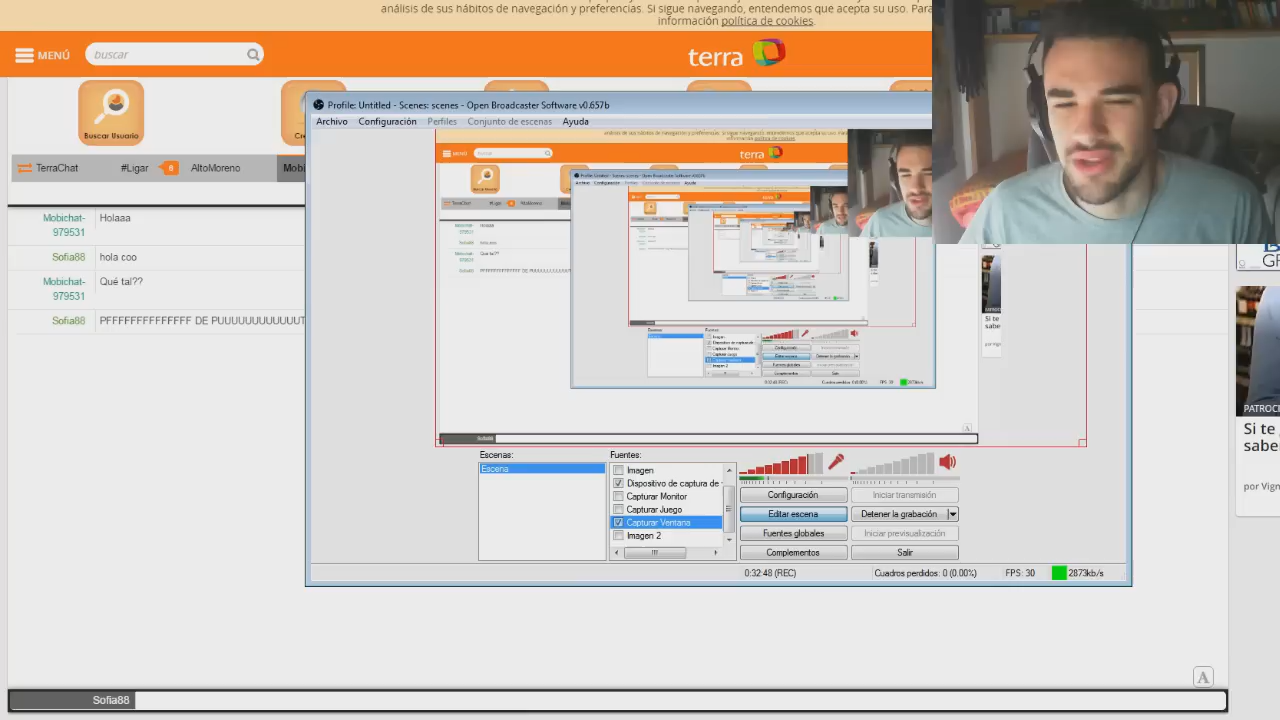 análisis de sus hábitos de navegación y preferencias. Si sigue navegando, entendemos que acepta su uso.
información política de cookies.
MENÚ
buscar
terra
Buscar Usuario
TerraChat
#Ligar
8
AltoMoreno
Mobichat-
979531
Holaaa
Sofia88
hola coo
Mobichat-
979531
Qué tal??
Sofia88
Profile: Untitled - Scenes: scenes - Open Broadcaster Software v0.657b
Archivo
Configuración
Perfiles
Conjunto de escenas
Ayuda
Escenas:
Escena
Fuentes:
Imagen
Dispositivo de captura de
Capturar Monitor
Capturar Juego
Capturar Ventana
Imagen 2
Configuración
Iniciar transmisión
Editar escena
Detener la grabación
Fuentes globales
Iniciar previsualización
Complementos
Salir
0:32:48 (REC)
Cuadros perdidos: 0 (0.00%)
FPS: 30
2873kb/s
Si te
sabe
por Vign
A
Sofia88